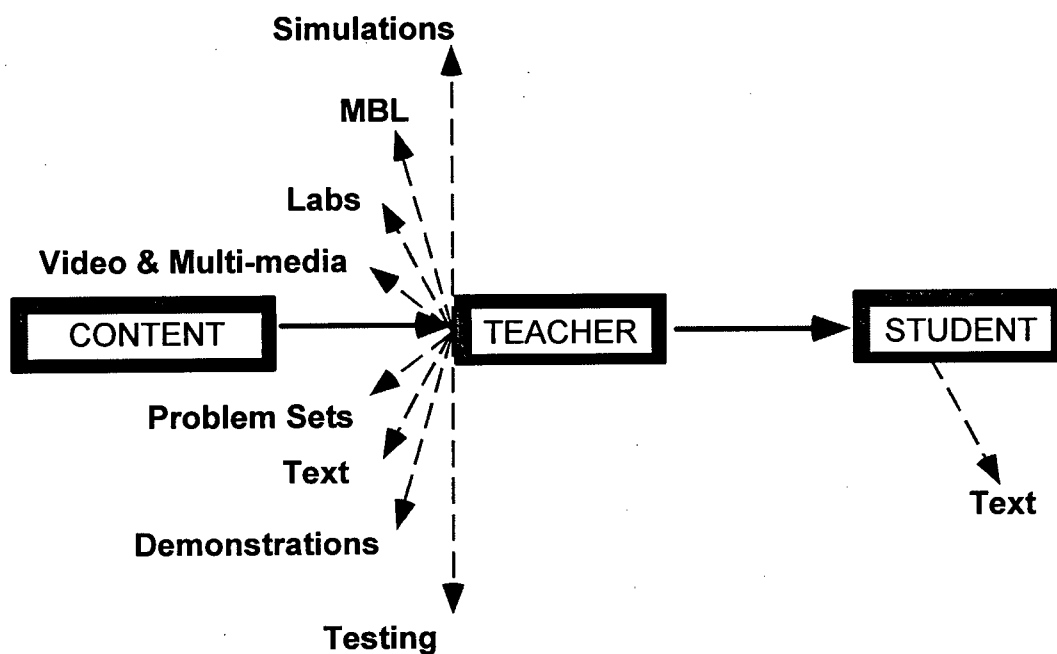 Simulations
MBL
Labs
Video & Multi-media
CONTENT
TEACHER
STUDENT
Problem Sets
Text
Text
Demonstrations
Testing